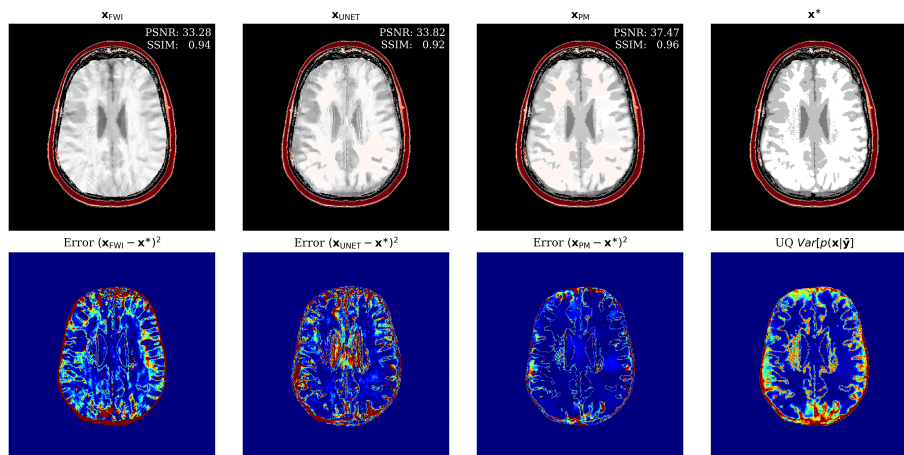 x_FWI
PSNR: 33.28
SSIM: 0.94
x_UNET
PSNR: 33.82
SSIM: 0.92
x_PM
PSNR: 37.47
SSIM: 0.96
x*
Error (x_FWI − x*)²
Error (x_UNET − x*)²
Error (x_PM − x*)²
UQ Var[p(x|ȳ]